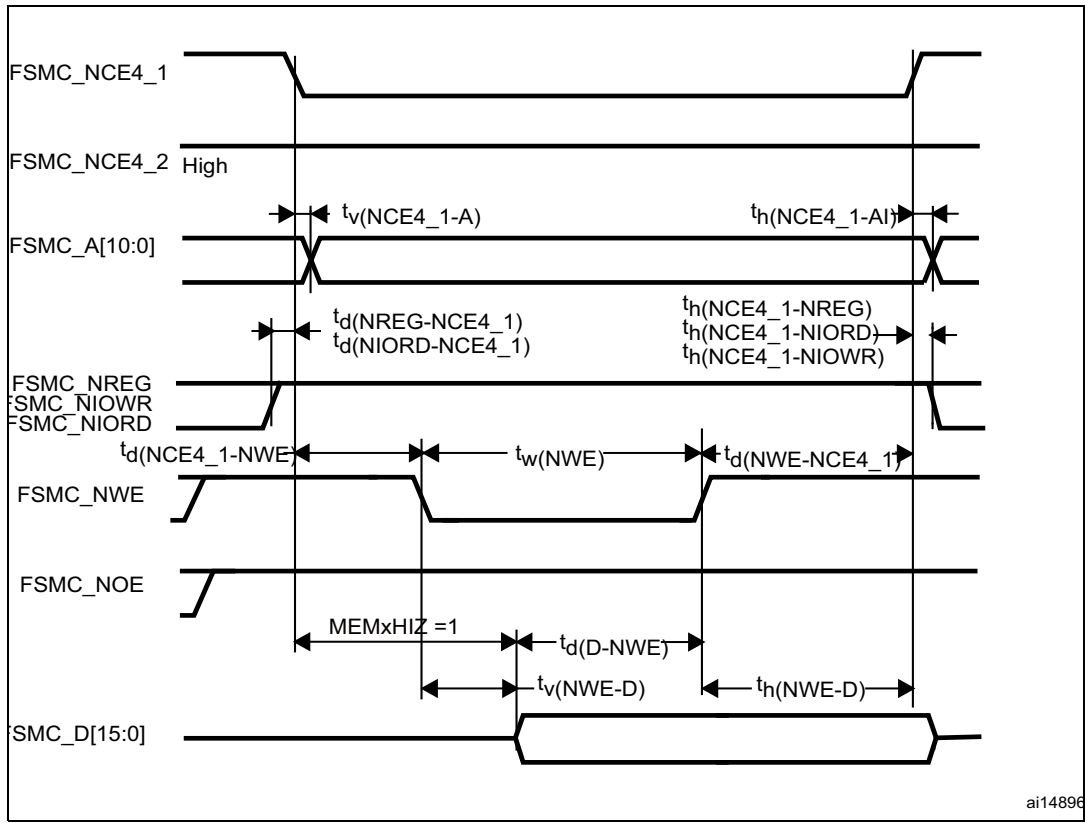 FSMC_NCE4_1
FSMC_NCE4_2 High
tv(NCE4_1-A)
th(NCE4_1-AI)
FSMC_A[10:0]
td(NREG-NCE4_1)
td(NIORD-NCE4_1)
th(NCE4_1-NREG)
th(NCE4_1-NIORD)
th(NCE4_1-NIOWR)
FSMC_NREG
FSMC_NIOWR
FSMC_NIORD
td(NCE4_1-NWE)
tw(NWE)
td(NWE-NCE4_1)
FSMC_NWE
FSMC_NOE
MEMxHIZ =1
td(D-NWE)
tv(NWE-D)
th(NWE-D)
FSMC_D[15:0]
ai14896